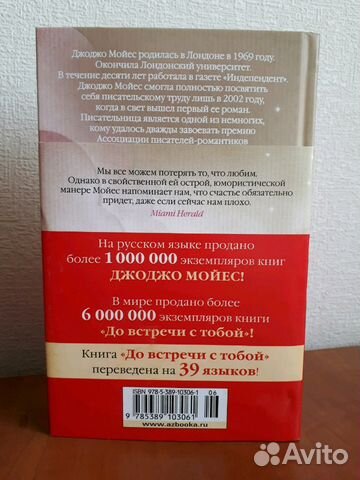 Джоджо Мойес родилась в Лондоне в 1969 году.
Окончила Лондонский университет.
В течение десяти лет работала в газете «Индепендент».
Джоджо Мойес смогла полностью посвятить
себя писательскому труду лишь в 2002 году,
когда в свет вышел первый ее роман.
Писательница является одной из немногих,
кому удалось дважды завоевать премию
Ассоциации писателей-романтиков
Мы все можем потерять то, что любим.
Однако в свойственной ей острой, юмористической
манере Мойес напоминает нам, что счастье обязательно
придет, даже если сейчас нам плохо.
Miami Herald
На русском языке продано
более 1 000 000 экземпляров книг
ДЖОДЖО МОЙЕС!
В мире продано более
6 000 000 экземпляров книги
«До встречи с тобой»!
Книга «До встречи с тобой»
переведена на 39 языков!
ISBN 978-5-389-10306-1
06
9 785389 103061
www.azbooka.ru
Avito